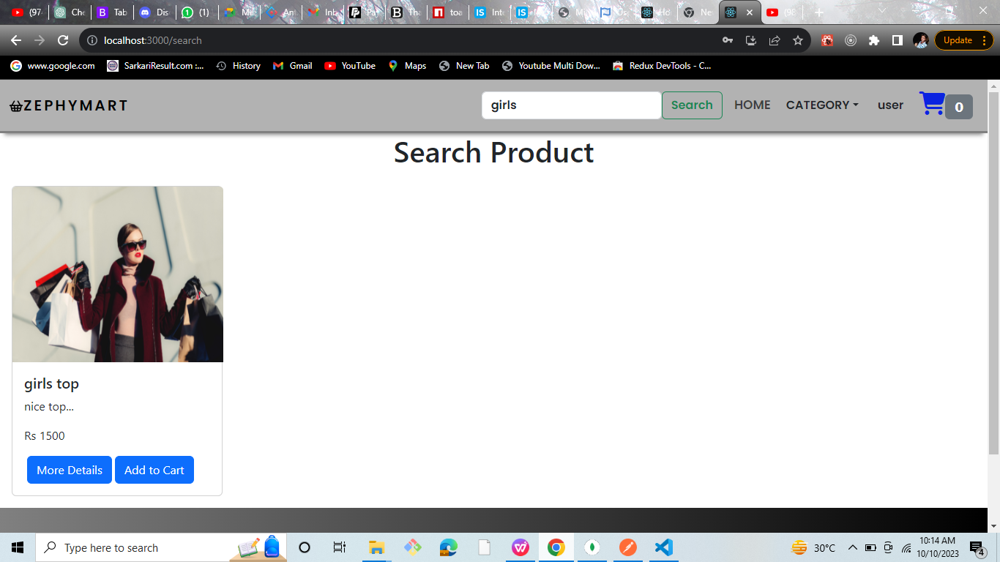 (97
Che
Tab
Dis
(1)
Me
Ant
Inb
Pa
Tha
toa
Inte
Ho
Ne
(98
localhost:3000/search
Update
www.google.com
SarkariResult.com :...
History
Gmail
YouTube
Maps
New Tab
Youtube Multi Dow...
Redux DevTools - C...
ZEPHYMART
girls
Search
HOME
CATEGORY
user
0
Search Product
girls top
nice top...
Rs 1500
More Details
Add to Cart
Type here to search
30°C
10:14 AM
10/10/2023
4